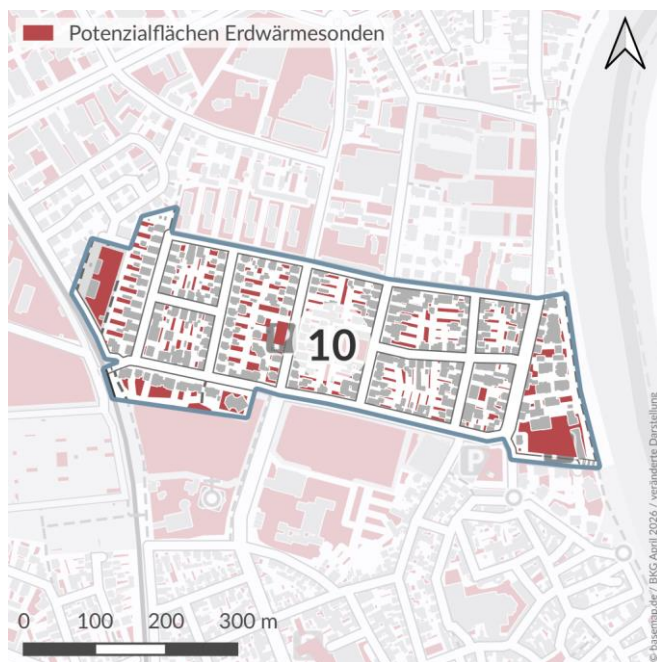 Potenzialflächen Erdwärmesonden
10
P
0 100 200 300 m
© basemap.de / BKG April 2026 / veränderte Darstellung